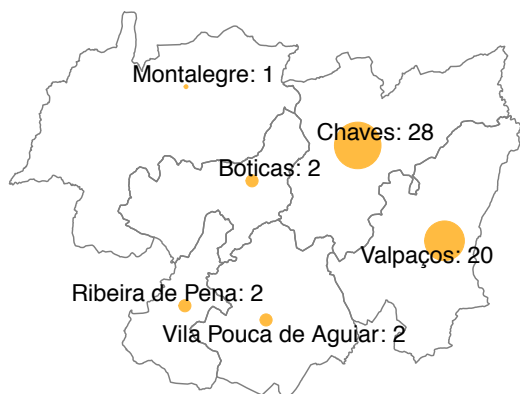 Montalegre: 1
Chaves: 28
Boticas: 2
Valpaços: 20
Ribeira de Pena: 2
Vila Pouca de Aguiar: 2